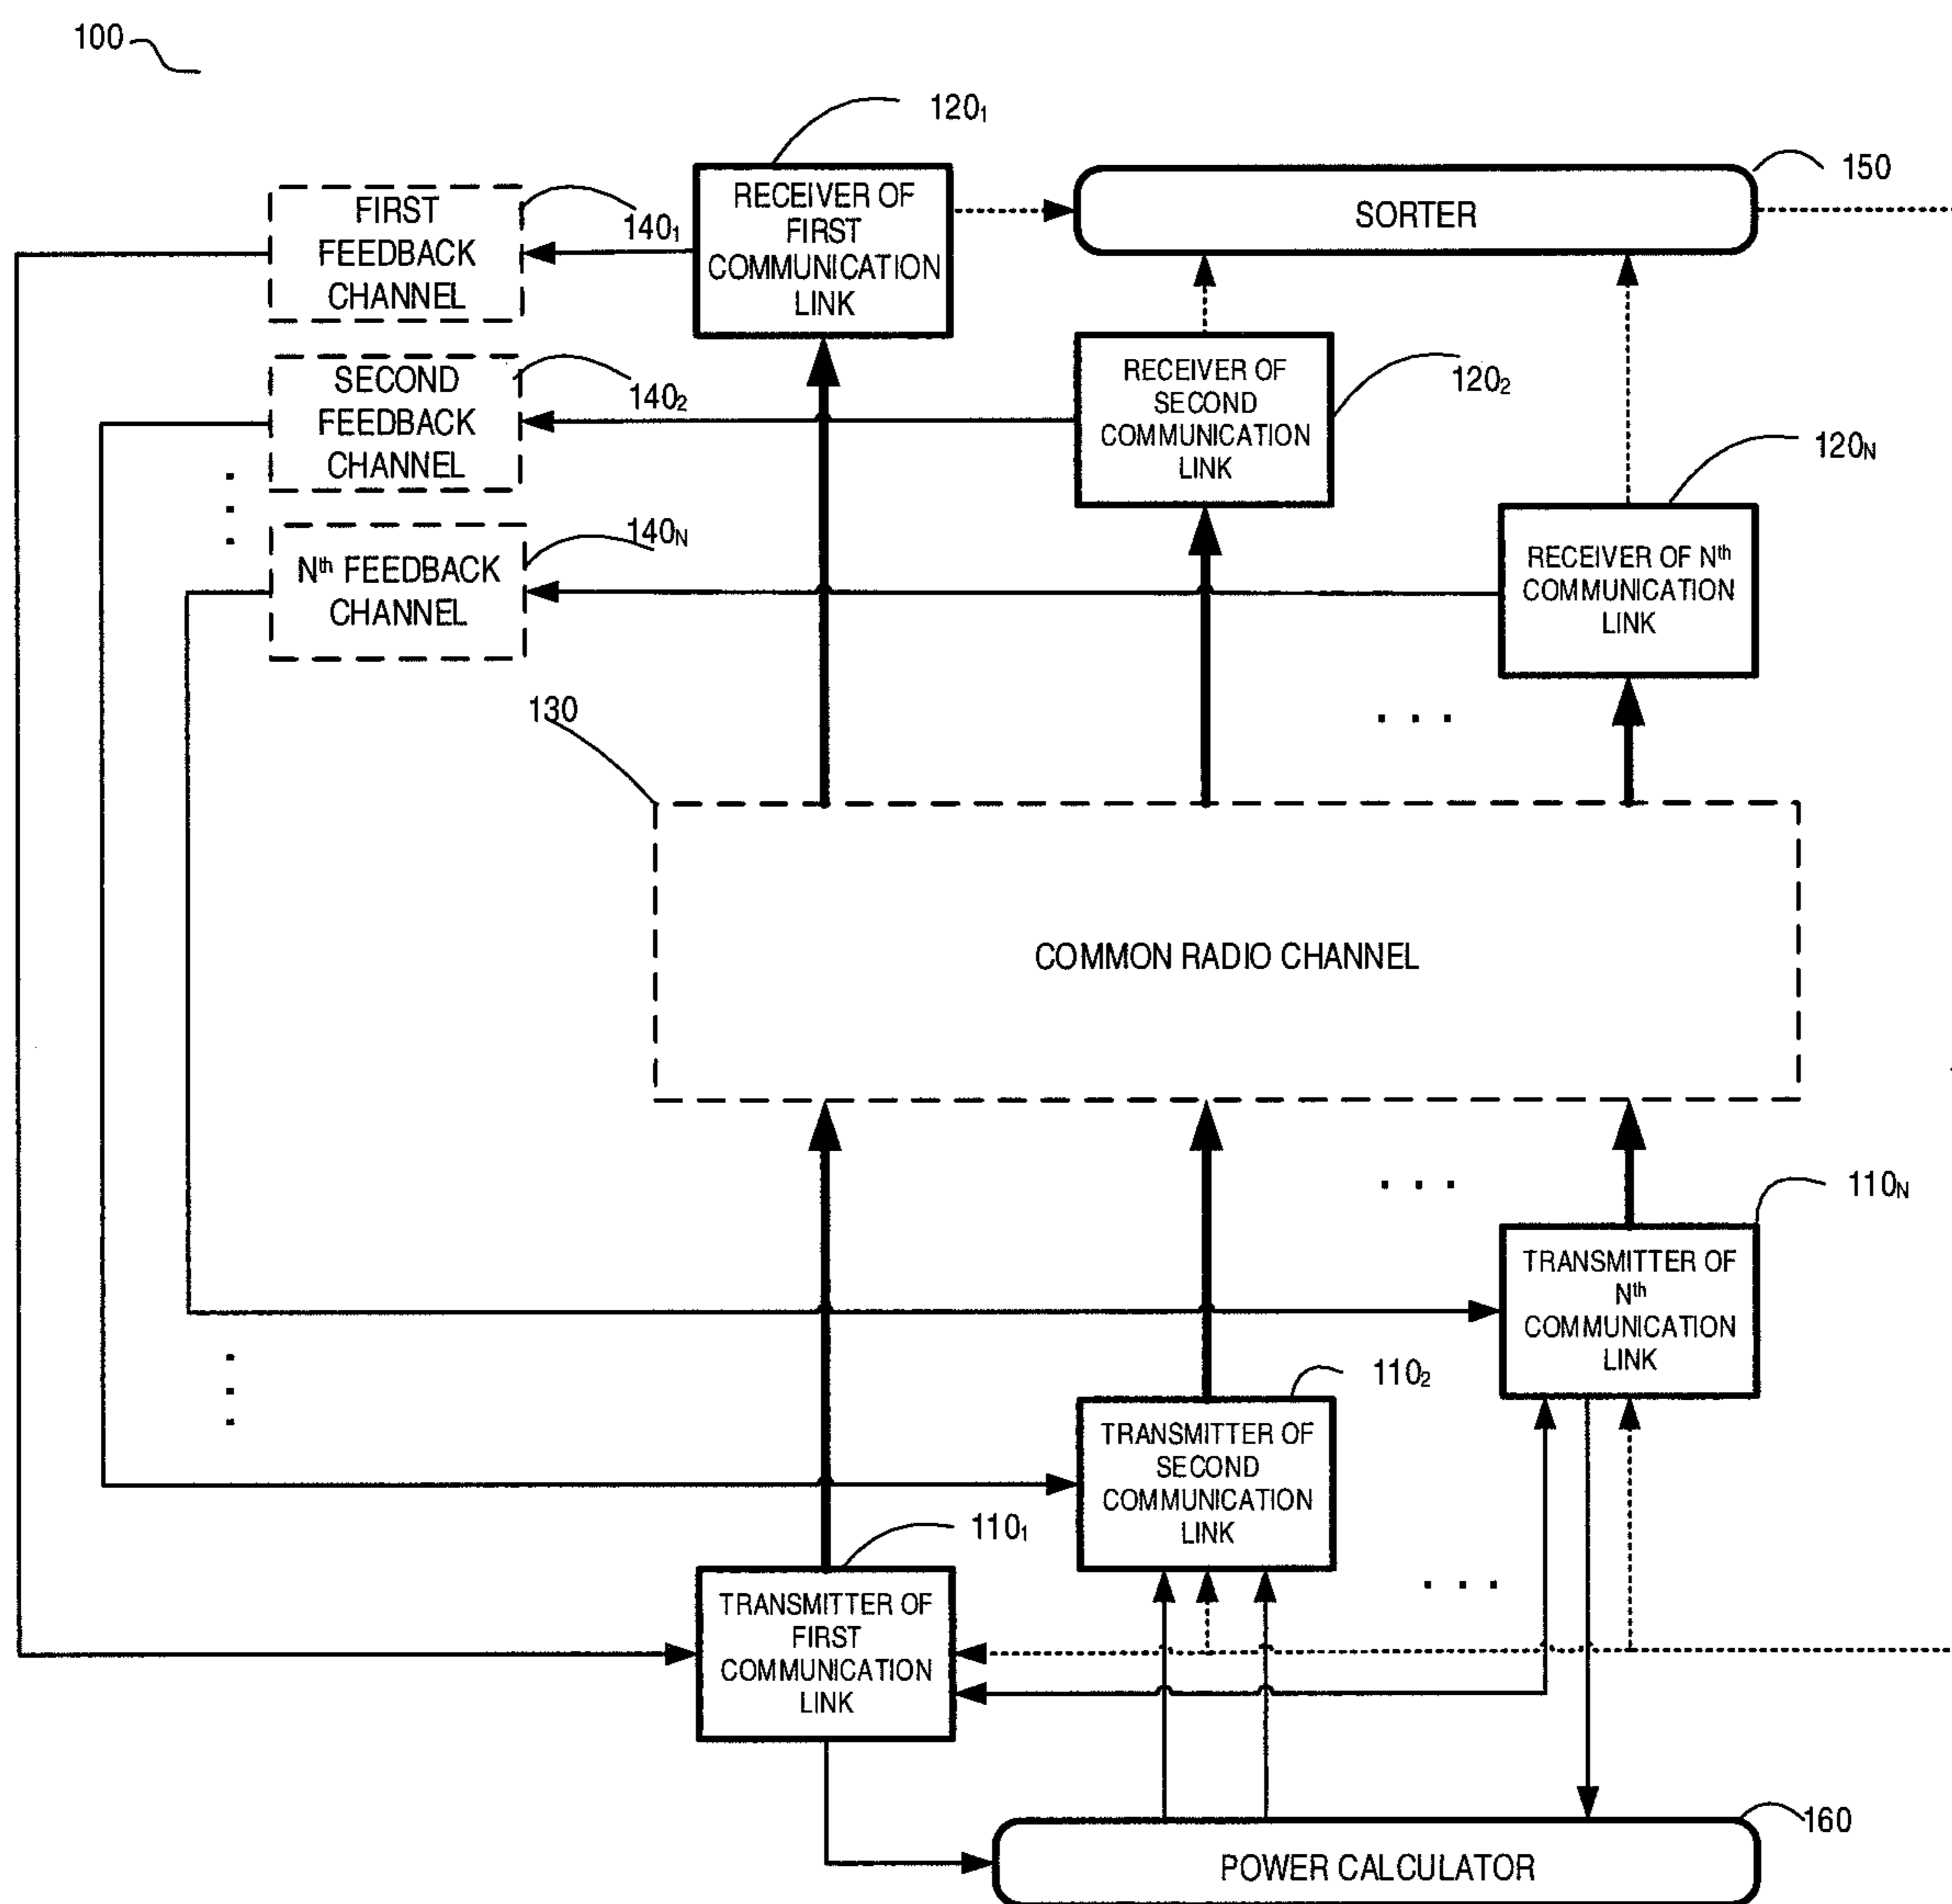 100
120₁
150
FIRST
FEEDBACK
CHANNEL
140₁
RECEIVER OF
FIRST
COMMUNICATION
LINK
SORTER
SECOND
FEEDBACK
CHANNEL
140₂
RECEIVER OF
SECOND
COMMUNICATION
LINK
120₂
.
.
.
120N
Nth FEEDBACK
CHANNEL
140N
RECEIVER OF Nth
COMMUNICATION
LINK
130
. . .
COMMON RADIO CHANNEL
. . .
110N
TRANSMITTER OF
Nth
COMMUNICATION
LINK
.
.
.
110₂
TRANSMITTER OF
SECOND
COMMUNICATION
LINK
110₁
. . .
TRANSMITTER OF
FIRST
COMMUNICATION
LINK
160
POWER CALCULATOR